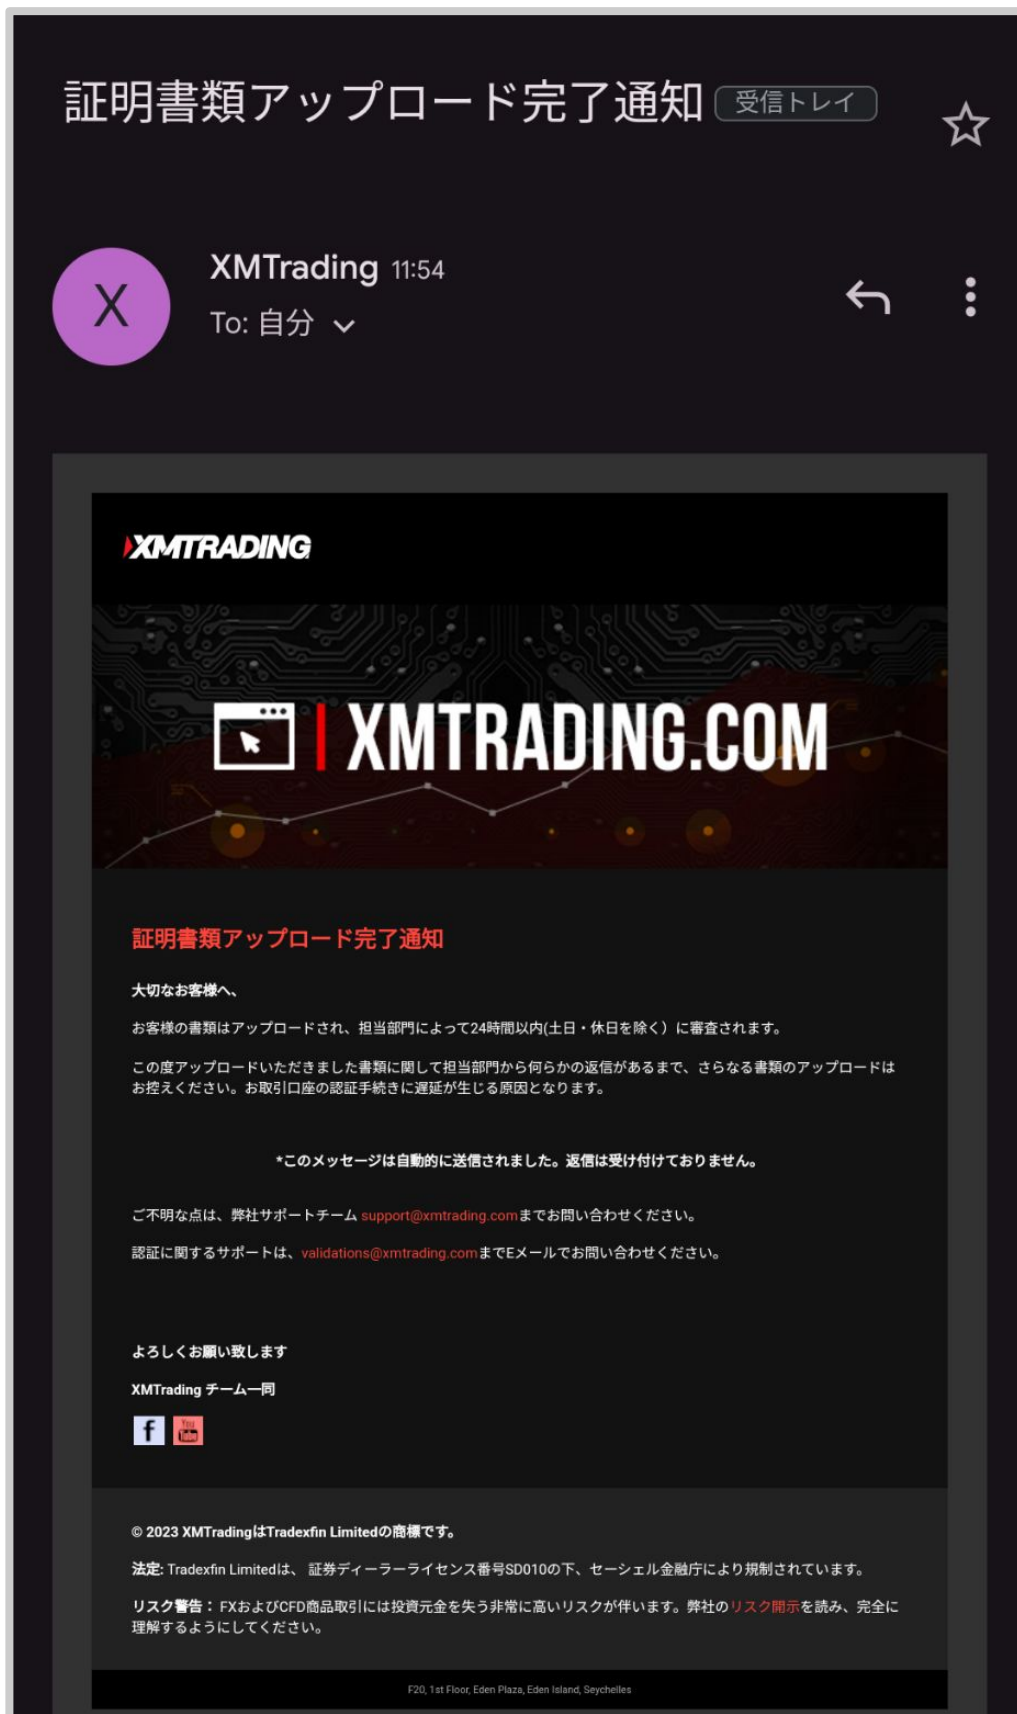 証明書類アップロード完了通知 受信トレイ
X
XMTrading 11:54
To: 自分
XMTRADING
XMTRADING.COM
証明書類アップロード完了通知
大切なお客様へ、
お客様の書類はアップロードされ、担当部門によって24時間以内(土日・休日を除く）に審査されます。
この度アップロードいただきました書類に関して担当部門から何らかの返信があるまで、さらなる書類のアップロードは
お控えください。お取引口座の認証手続きに遅延が生じる原因となります。
*このメッセージは自動的に送信されました。返信は受け付けておりません。
ご不明な点は、弊社サポートチーム support@xmtrading.comまでお問い合わせください。
認証に関するサポートは、validations@xmtrading.comまでEメールでお問い合わせください。
よろしくお願い致します
XMTrading チーム一同
f You Tube
© 2023 XMTradingはTradexfin Limitedの商標です。
法定: Tradexfin Limitedは、 証券ディーラーライセンス番号SD010の下、セーシェル金融庁により規制されています。
リスク警告： FXおよびCFD商品取引には投資元金を失う非常に高いリスクが伴います。弊社のリスク開示を読み、完全に
理解するようにしてください。
F20, 1st Floor, Eden Plaza, Eden Island, Seychelles